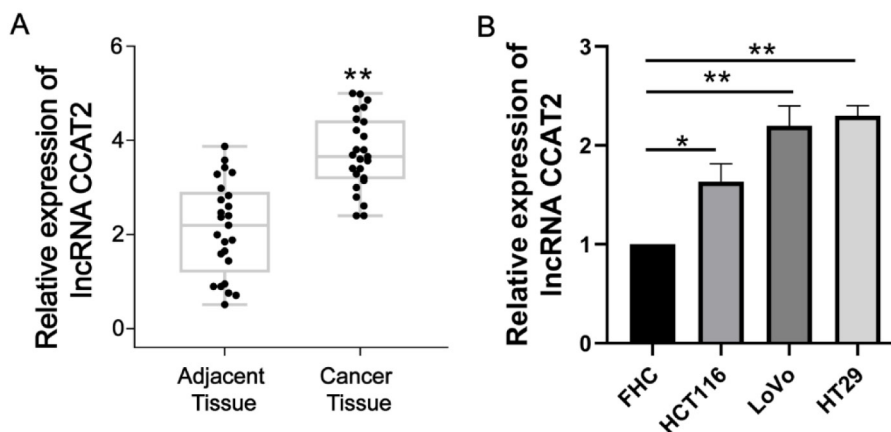 A
Relative expression of
lncRNA CCAT2
6
4
2
0
**
Adjacent
Tissue
Cancer
Tissue
B
Relative expression of
lncRNA CCAT2
3
2
1
0
**
**
*
FHC
HCT116
LoVo
HT29